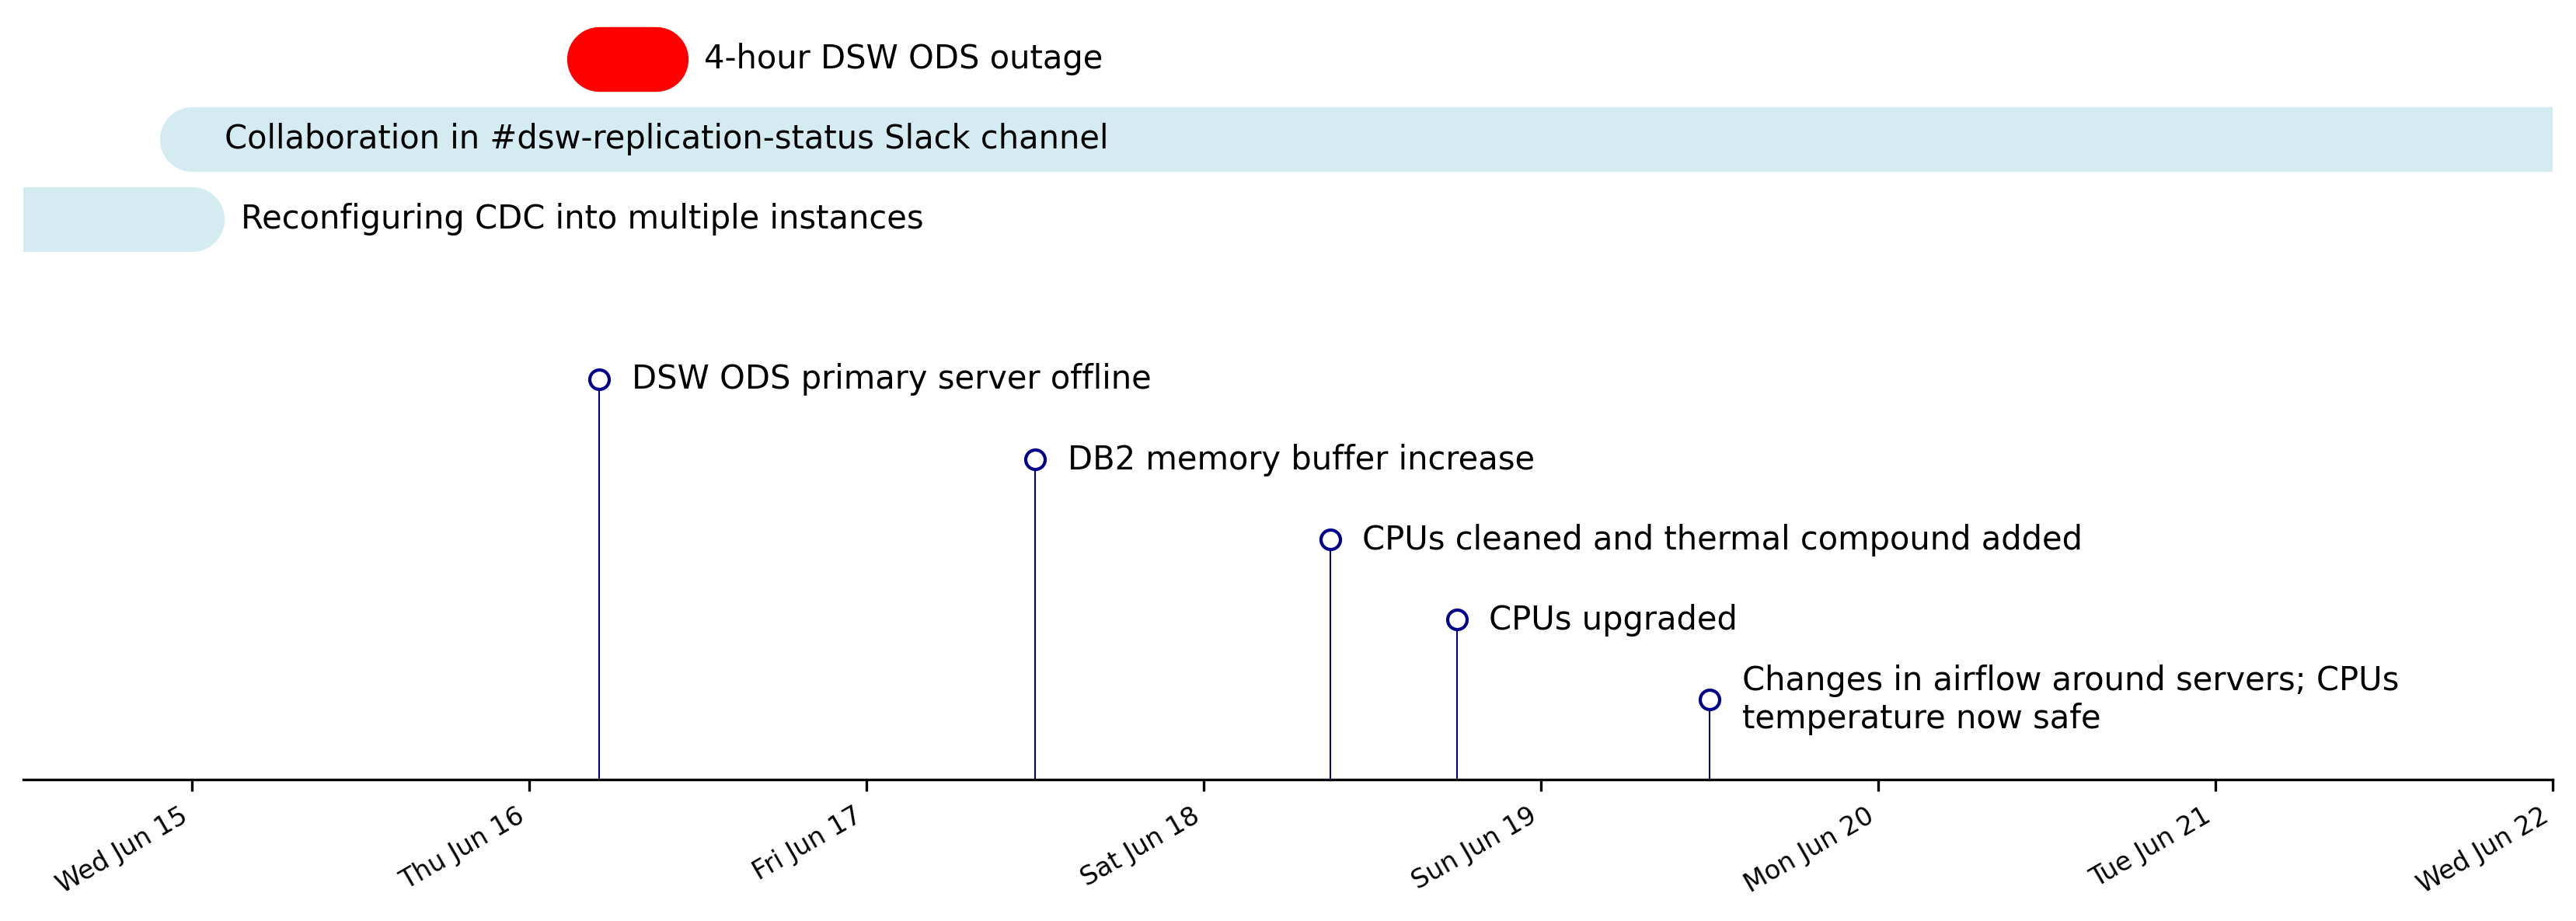 4-hour DSW ODS outage
Collaboration in #dsw-replication-status Slack channel
Reconfiguring CDC into multiple instances
DSW ODS primary server offline
DB2 memory buffer increase
CPUs cleaned and thermal compound added
CPUs upgraded
Changes in airflow around servers; CPUs
temperature now safe
Wed Jun 15
Thu Jun 16
Fri Jun 17
Sat Jun 18
Sun Jun 19
Mon Jun 20
Tue Jun 21
Wed Jun 22